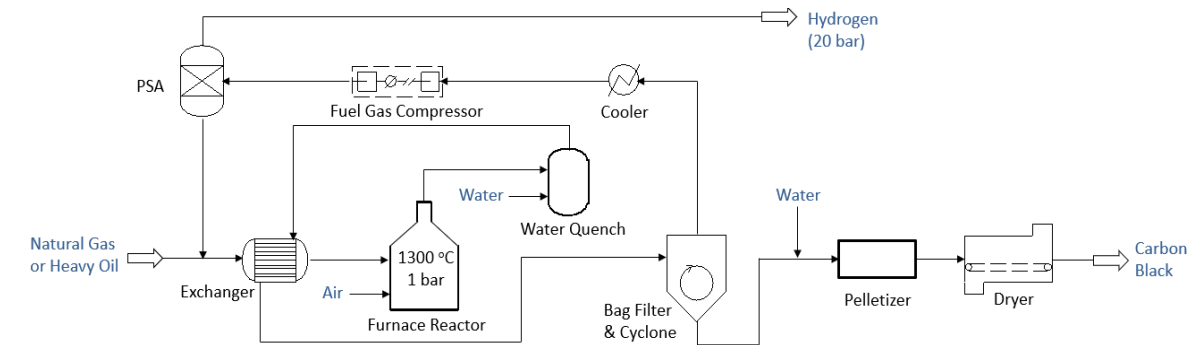 Hydrogen
(20 bar)
PSA
Fuel Gas Compressor
Cooler
Water
Water Quench
Water
Natural Gas
or Heavy Oil
Exchanger
1300 °C
1 bar
Air
Furnace Reactor
Bag Filter
& Cyclone
Pelletizer
Dryer
Carbon
Black